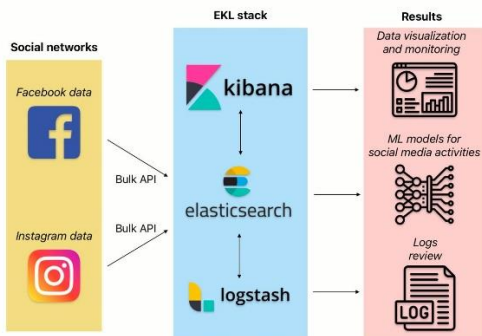 Social networks
Facebook data
Bulk API
Bulk API
Instagram data
EKL stack
kibana
elasticsearch
logstash
Results
Data visualization
and monitoring
ML models for
social media activities
Logs
review
LOG